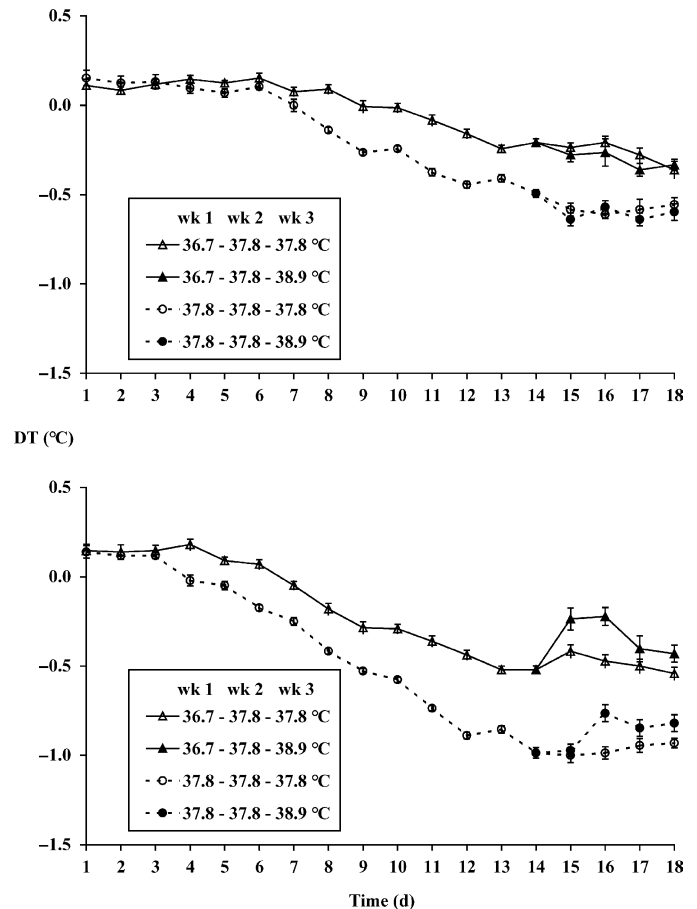 0.5
0.0
−0.5
−1.0
−1.5
wk 1 wk 2 wk 3
36.7 - 37.8 - 37.8 °C
36.7 - 37.8 - 38.9 °C
37.8 - 37.8 - 37.8 °C
37.8 - 37.8 - 38.9 °C
1 2 3 4 5 6 7 8 9 10 11 12 13 14 15 16 17 18
DT (°C)
0.5
0.0
−0.5
−1.0
−1.5
wk 1 wk 2 wk 3
36.7 - 37.8 - 37.8 °C
36.7 - 37.8 - 38.9 °C
37.8 - 37.8 - 37.8 °C
37.8 - 37.8 - 38.9 °C
1 2 3 4 5 6 7 8 9 10 11 12 13 14 15 16 17 18
Time (d)